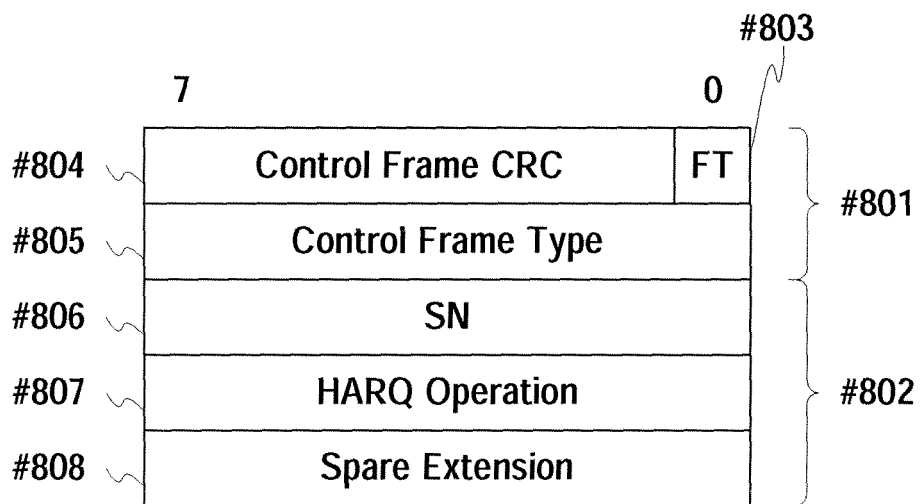 #803
7 0
#804 Control Frame CRC FT
#801
#805 Control Frame Type
#806 SN
#807 HARQ Operation #802
#808 Spare Extension